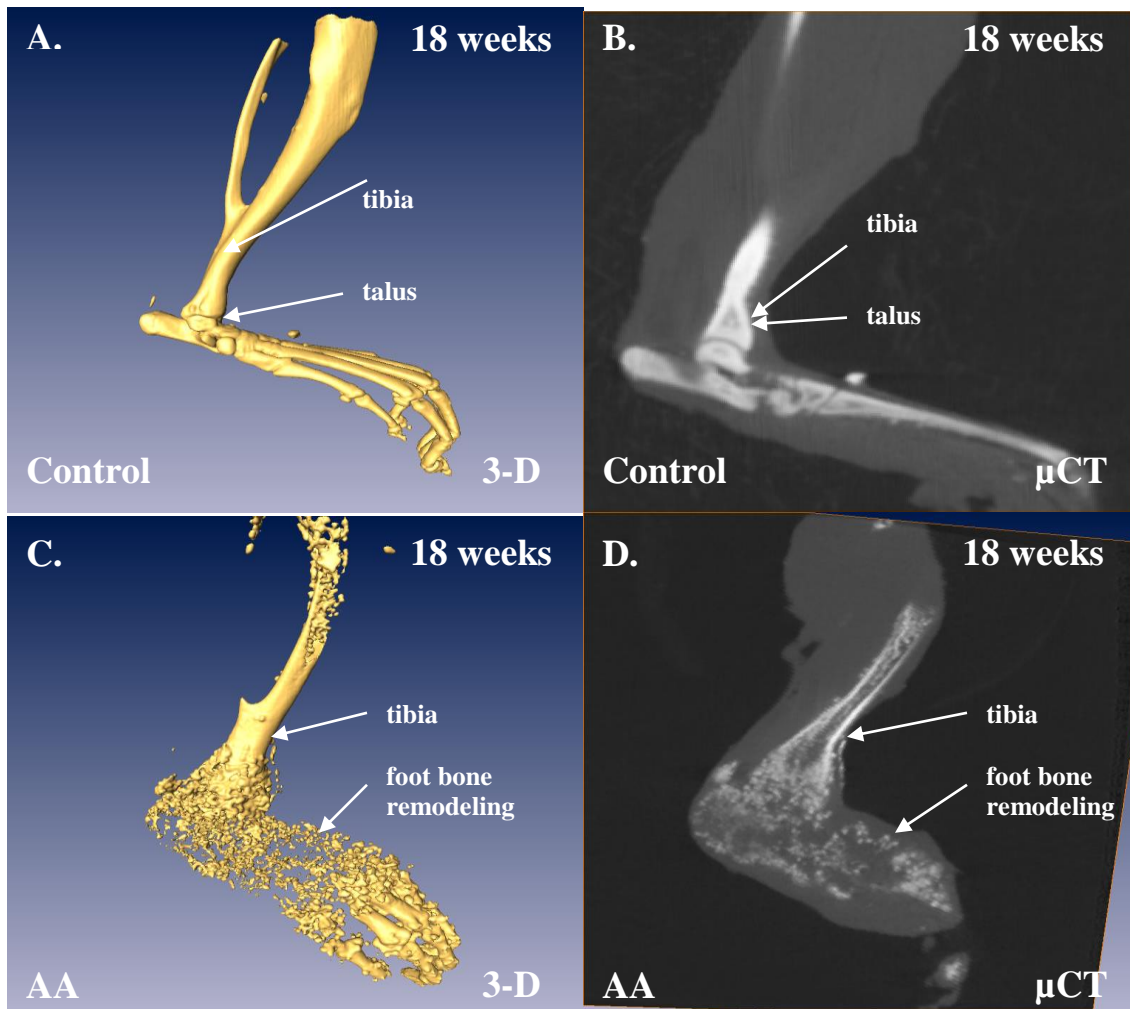 A.
18 weeks
tibia
talus
Control
3-D
B.
18 weeks
tibia
talus
Control
µCT
C.
18 weeks
tibia
foot bone
remodeling
AA
3-D
D.
18 weeks
tibia
foot bone
remodeling
AA
µCT